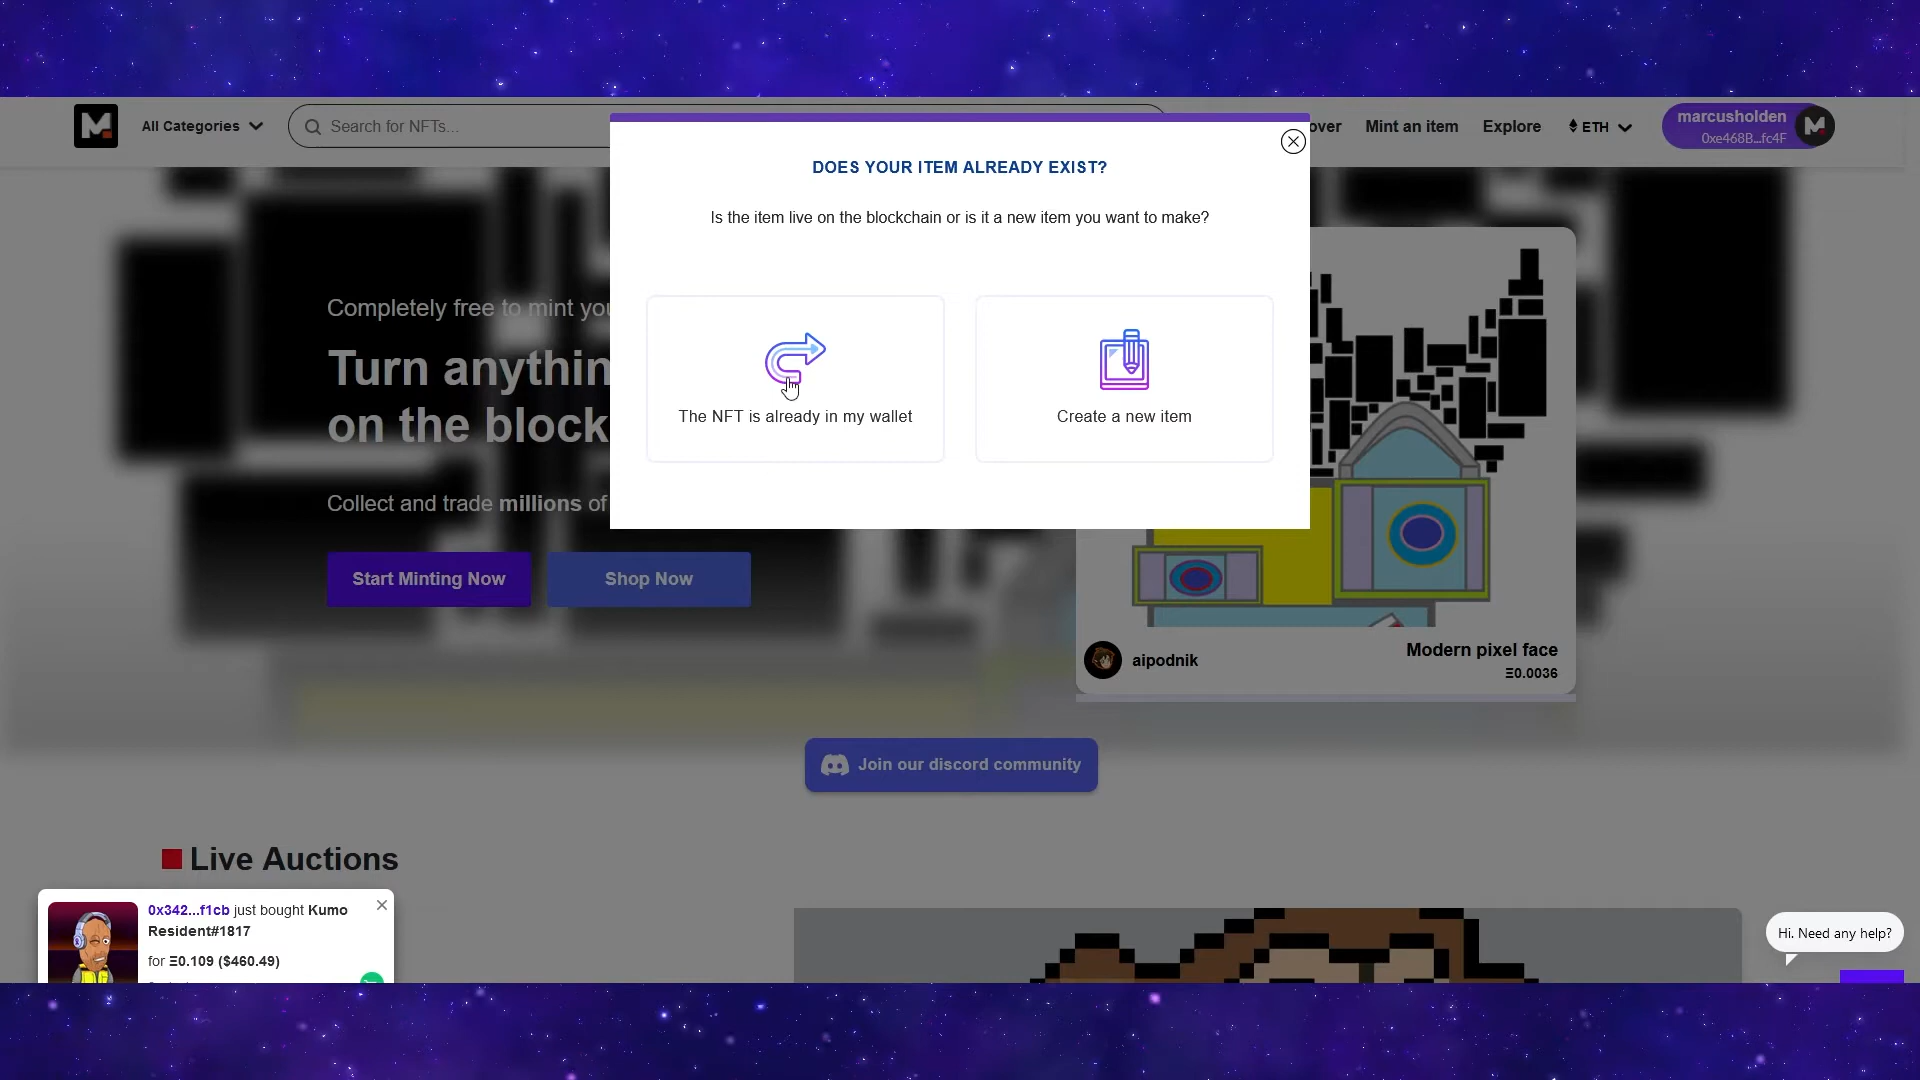 M
All Categories
Search for NFTs...
over
Mint an item
Explore
ETH
marcusholden
0xe468B...fc4F
M
DOES YOUR ITEM ALREADY EXIST?
Is the item live on the blockchain or is it a new item you want to make?
The NFT is already in my wallet
Create a new item
Completely free to mint
Turn anythin
on the block
Collect and trade millions of
Start Minting Now
Shop Now
aipodnik
Modern pixel face
Ξ0.0036
Join our discord community
Live Auctions
0x342...f1cb just bought Kumo
Resident#1817
for Ξ0.109 ($460.49)
Hi. Need any help?